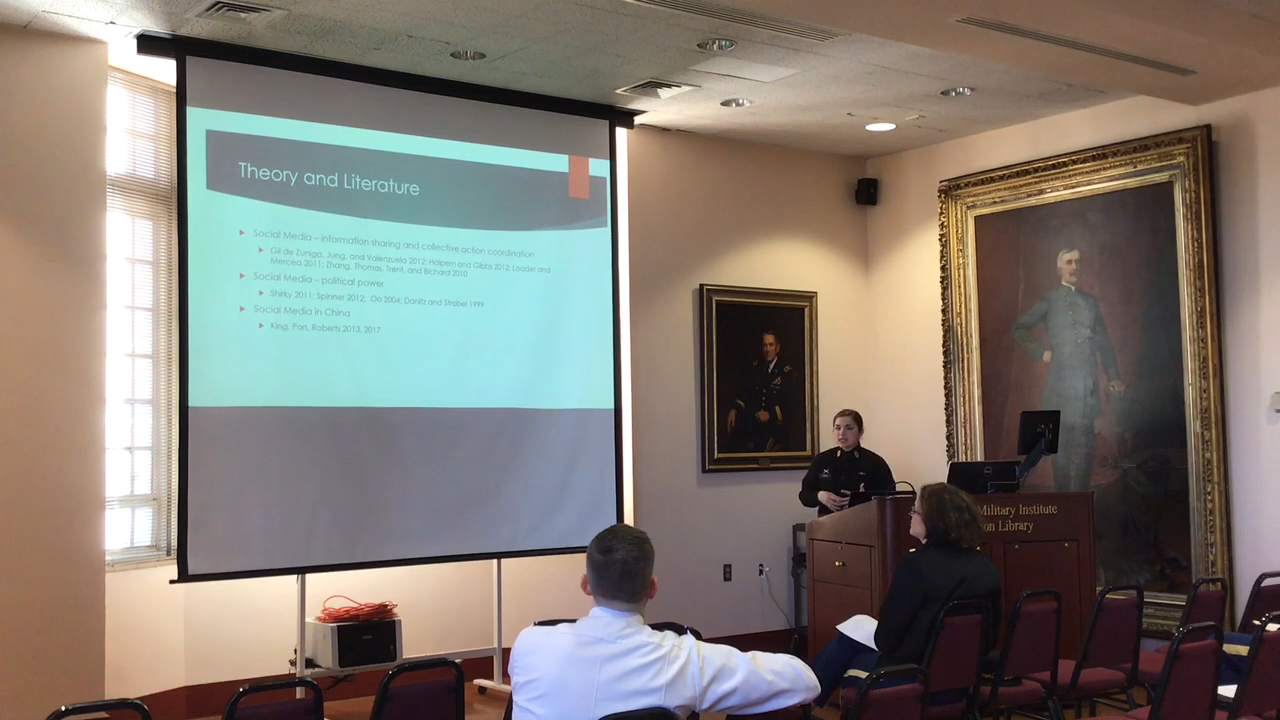 Theory and Literature
Social Media – information sharing and collective action coordination
Gil de Zuniga, Jung, and Valenzuela 2012; Halpern and Gibbs 2012; Loader and
Mercea 2011; Zhang, Thomas, Trent, and Bichard 2010
Social Media – political power
Shirky 2011; Spinner 2012; Oo 2004; Danitz and Strobel 1999
Social Media in China
King, Pan, Roberts 2013, 2017
Military Institute
on Library